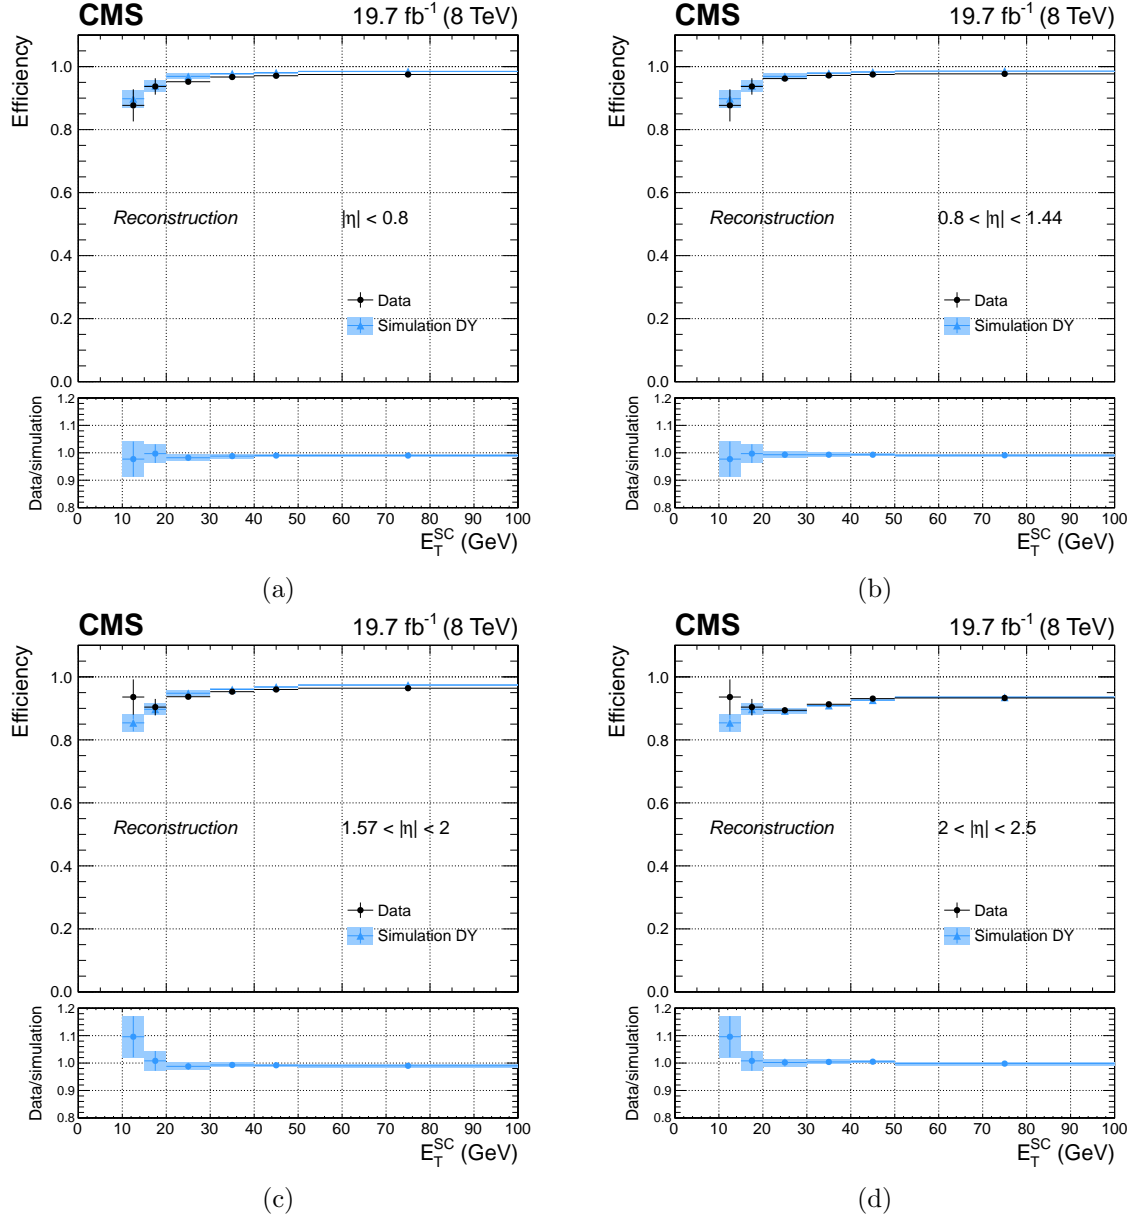 CMS 19.7 fb⁻¹ (8 TeV)
Efficiency
1.0
0.8
0.6
Reconstruction |η| < 0.8
0.4
Data
0.2
Simulation DY
0.0
Data/simulation
1.2
1.1
1.0
0.9
0.8
0 10 20 30 40 50 60 70 80 90 100
E_T^SC (GeV)
(a)
CMS 19.7 fb⁻¹ (8 TeV)
Efficiency
1.0
0.8
0.6
Reconstruction 0.8 < |η| < 1.44
0.4
Data
0.2
Simulation DY
0.0
Data/simulation
1.2
1.1
1.0
0.9
0.8
0 10 20 30 40 50 60 70 80 90 100
E_T^SC (GeV)
(b)
CMS 19.7 fb⁻¹ (8 TeV)
Efficiency
1.0
0.8
0.6
Reconstruction 1.57 < |η| < 2
0.4
Data
0.2
Simulation DY
0.0
Data/simulation
1.2
1.1
1.0
0.9
0.8
0 10 20 30 40 50 60 70 80 90 100
E_T^SC (GeV)
(c)
CMS 19.7 fb⁻¹ (8 TeV)
Efficiency
1.0
0.8
0.6
Reconstruction 2 < |η| < 2.5
0.4
Data
0.2
Simulation DY
0.0
Data/simulation
1.2
1.1
1.0
0.9
0.8
0 10 20 30 40 50 60 70 80 90 100
E_T^SC (GeV)
(d)